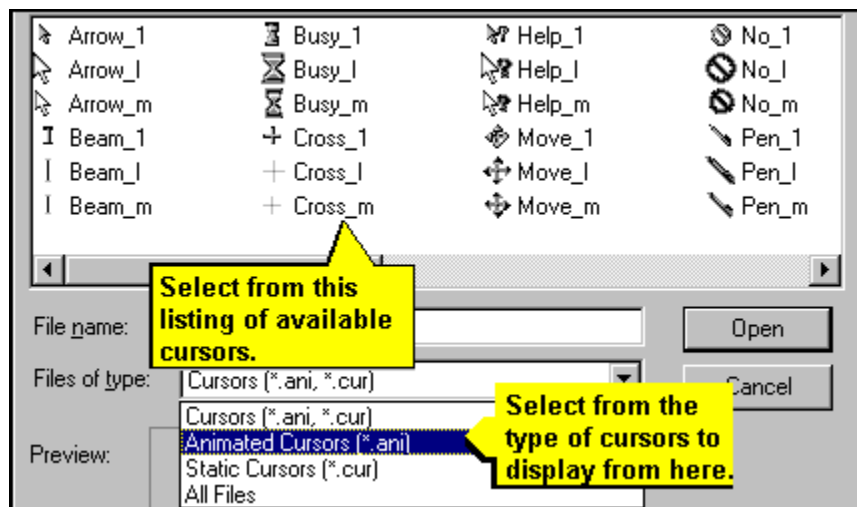 Arrow_1 Busy_1 Help_1 No_1
Arrow_l Busy_l Help_l No_l
Arrow_m Busy_m Help_m No_m
Beam_1 Cross_1 Move_1 Pen_1
Beam_l Cross_l Move_l Pen_l
Beam_m Cross_m Move_m Pen_m
Select from this
listing of available
cursors.
File name:
Open
Files of type:
Cursors (*.ani, *.cur)
Cancel
Cursors (*.ani, *.cur)
Animated Cursors (*.ani)
Static Cursors (*.cur)
All Files
Select from the
type of cursors to
display from here.
Preview: